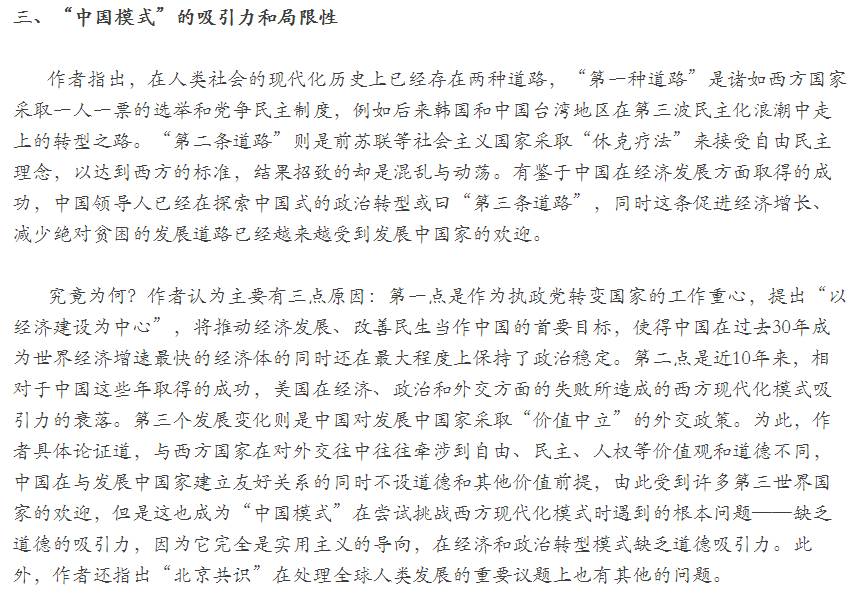 三、“中国模式”的吸引力和局限性
作者指出，在人类社会的现代化历史上已经存在两种道路，“第一种道路”是诸如西方国家
采取一人一票的选举和党争民主制度，例如后来韩国和中国台湾地区在第三波民主化浪潮中走
上的转型之路。“第二条道路”则是前苏联等社会主义国家采取“休克疗法”来接受自由民主
理念，以达到西方的标准，结果招致的却是混乱与动荡。有鉴于中国在经济发展方面取得的成
功，中国领导人已经在探索中国式的政治转型或曰“第三条道路”，同时这条促进经济增长、
减少绝对贫困的发展道路已经越来越受到发展中国家的欢迎。
究竟为何？作者认为主要有三点原因：第一点是作为执政党转变国家的工作重心，提出“以
经济建设为中心”，将推动经济发展、改善民生当作中国的首要目标，使得中国在过去30年成
为世界经济增速最快的经济体的同时还在最大程度上保持了政治稳定。第二点是近10年来，相
对于中国这些年取得的成功，美国在经济、政治和外交方面的失败所造成的西方现代化模式吸
引力的衰落。第三个发展变化则是中国对发展中国家采取“价值中立”的外交政策。为此，作
者具体论证道，与西方国家在对外交往中往往牵涉到自由、民主、人权等价值观和道德不同，
中国在与发展中国家建立友好关系的同时不设道德和其他价值前提，由此受到许多第三世界国
家的欢迎，但是这也成为“中国模式”在尝试挑战西方现代化模式时遇到的根本问题——缺乏
道德的吸引力，因为它完全是实用主义的导向，在经济和政治转型模式缺乏道德吸引力。此
外，作者还指出“北京共识”在处理全球人类发展的重要议题上也有其他的问题。